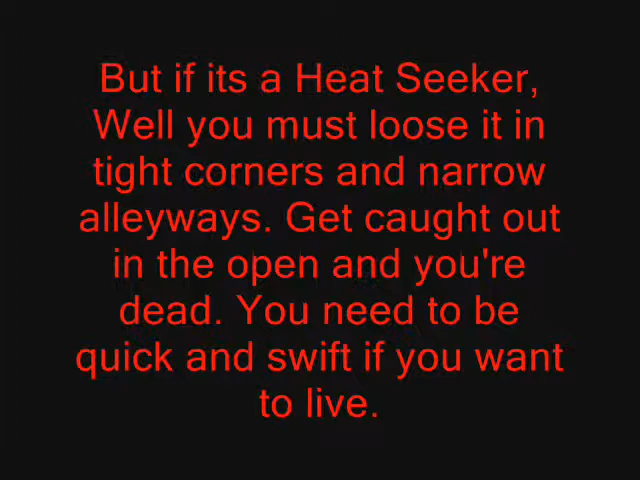 But if its a Heat Seeker,
Well you must loose it in
tight corners and narrow
alleyways. Get caught out
in the open and you're
dead. You need to be
quick and swift if you want
to live.